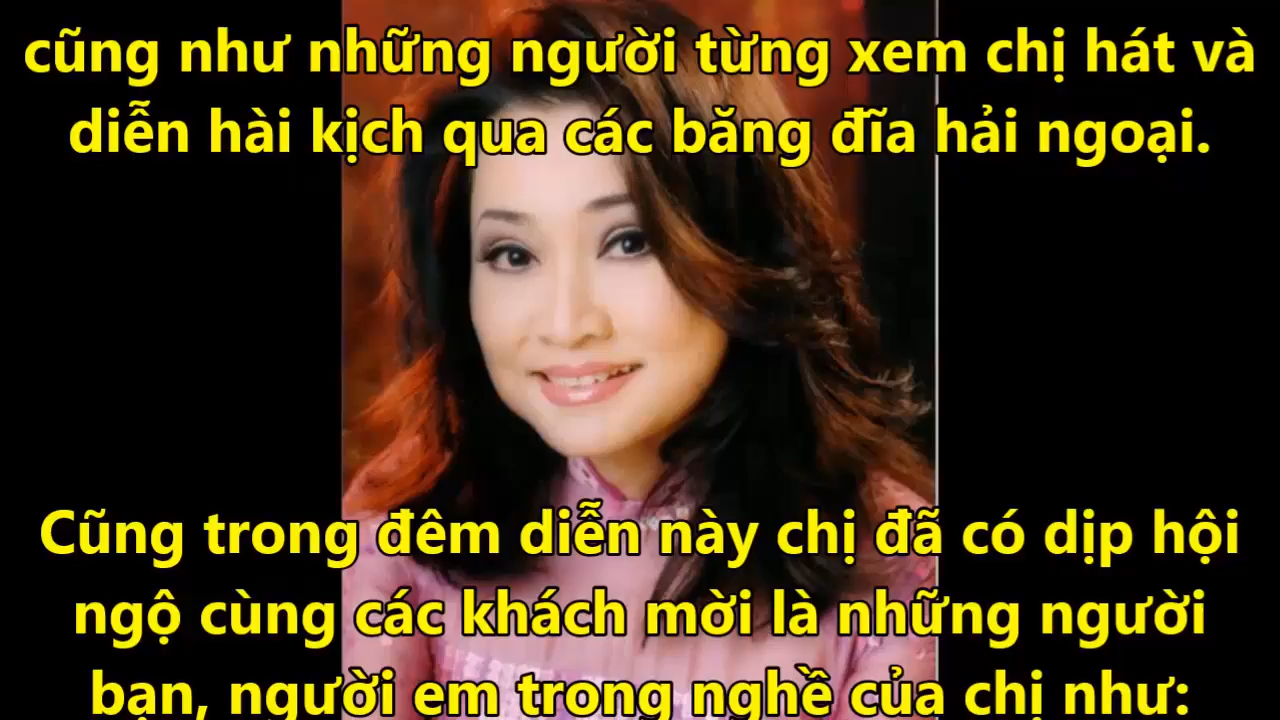 cũng như những người từng xem chị hát và
diễn hài kịch qua các băng đĩa hải ngoại.
Cũng trong đêm diễn này chị đã có dịp hội
ngộ cùng các khách mời là những người
bạn, người em trong nghề của chị như: